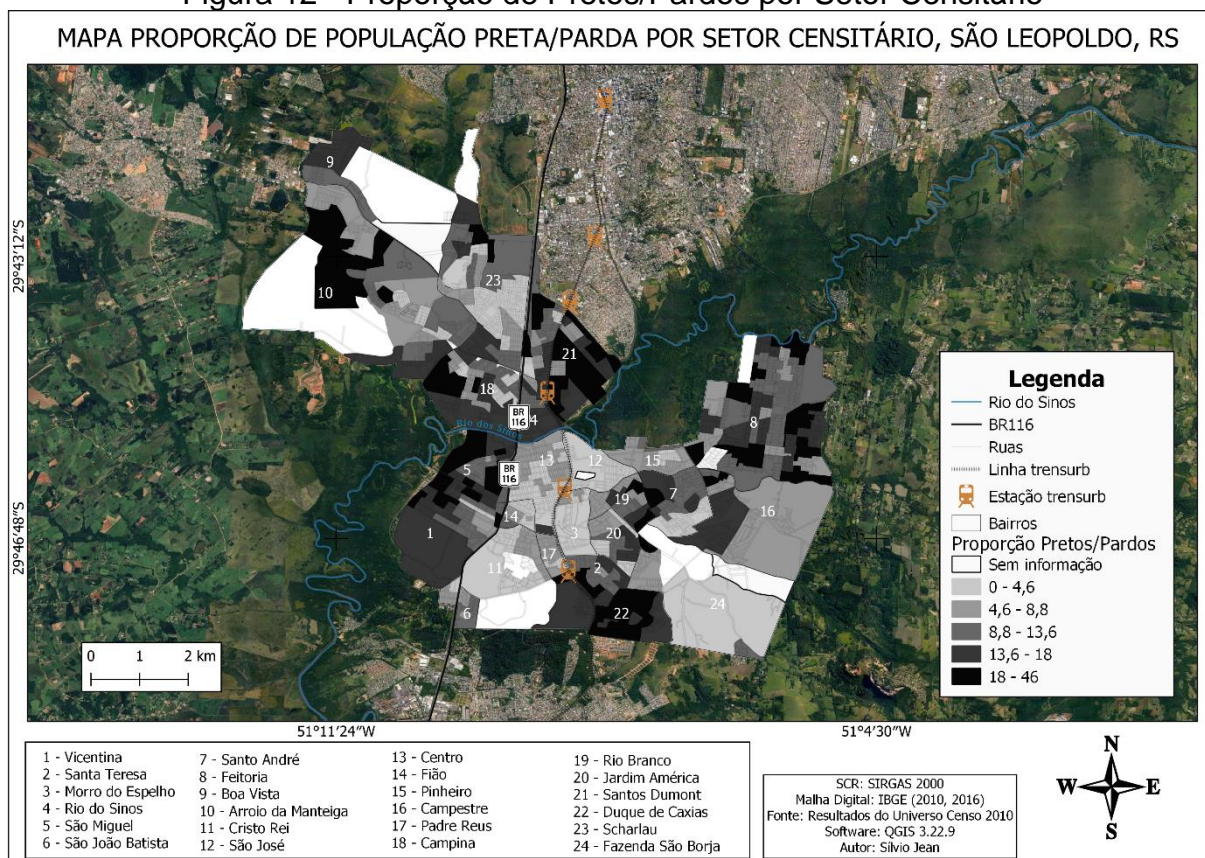 Figura 12 - Proporção de Pretos/Pardos por Setor Censitário
MAPA PROPORÇÃO DE POPULAÇÃO PRETA/PARDA POR SETOR CENSITÁRIO, SÃO LEOPOLDO, RS
29°43'12"S
29°46'48"S
9
10
23
21
18
BR
116
4
Rio dos Sinos
8
5
BR
116
13
12
15
19
7
16
1
14
3
20
17
11
2
6
22
24
0 1 2 km
Legenda
Rio do Sinos
BR116
Ruas
Linha trensurb
Estação trensurb
Bairros
Proporção Pretos/Pardos
Sem informação
0 - 4,6
4,6 - 8,8
8,8 - 13,6
13,6 - 18
18 - 46
51°11'24"W
51°4'30"W
1 - Vicentina
2 - Santa Teresa
3 - Morro do Espelho
4 - Rio do Sinos
5 - São Miguel
6 - São João Batista
7 - Santo André
8 - Feitoria
9 - Boa Vista
10 - Arroio da Manteiga
11 - Cristo Rei
12 - São José
13 - Centro
14 - Fião
15 - Pinheiro
16 - Campestre
17 - Padre Reus
18 - Campina
19 - Rio Branco
20 - Jardim América
21 - Santos Dumont
22 - Duque de Caxias
23 - Scharlau
24 - Fazenda São Borja
SCR: SIRGAS 2000
Malha Digital: IBGE (2010, 2016)
Fonte: Resultados do Universo Censo 2010
Software: QGIS 3.22.9
Autor: Sílvio Jean
N
W
E
S